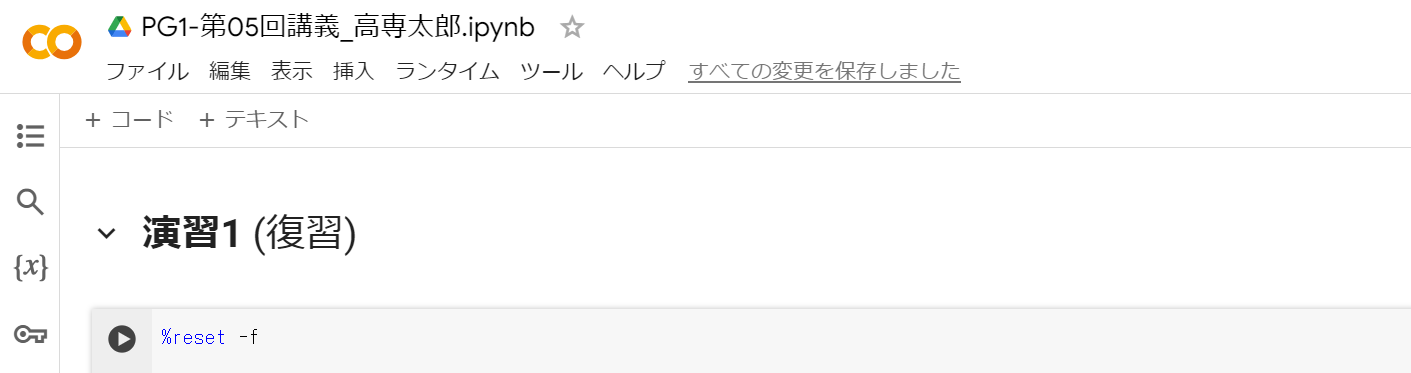 PG1-第05回講義_高専太郎.ipynb
ファイル 編集 表示 挿入 ランタイム ツール ヘルプ すべての変更を保存しました
+ コード + テキスト
演習1 (復習)
{x}
%reset -f